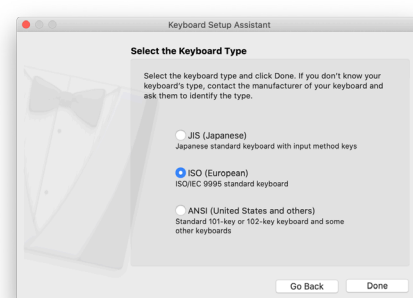 Keyboard Setup Assistant
Select the Keyboard Type
Select the keyboard type and click Done. If you don't know your
keyboard's type, contact the manufacturer of your keyboard and
ask them to identify the type.
JIS (Japanese)
Japanese standard keyboard with input method keys
ISO (European)
ISO/IEC 9995 standard keyboard
ANSI (United States and others)
Standard 101-key or 102-key keyboard and some
other keyboards
Go Back
Done